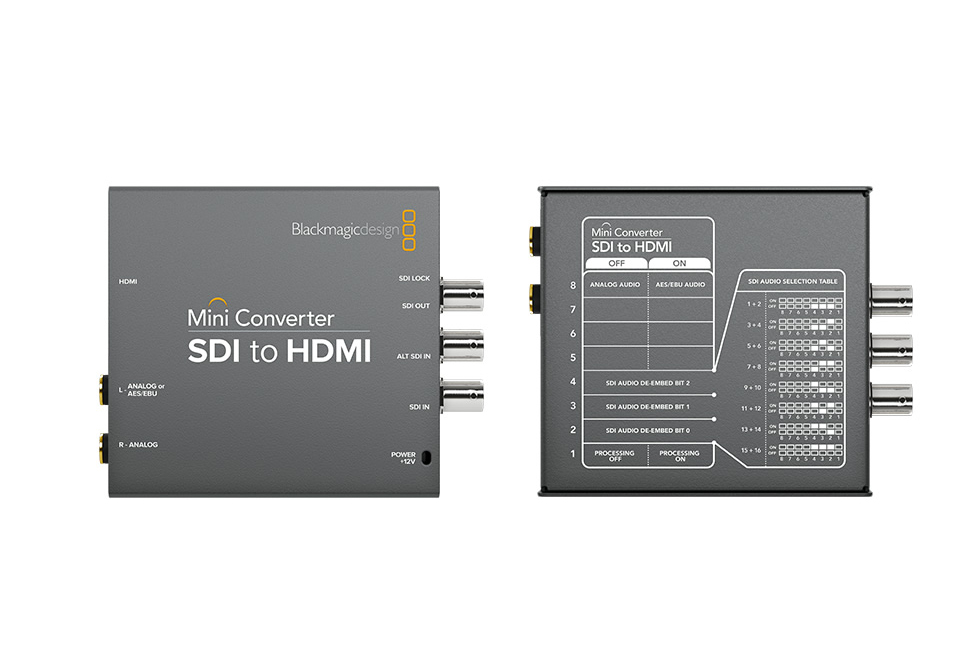 Blackmagicdesign
HDMI
SDI LOCK
SDI OUT
Mini Converter
SDI to HDMI
ALT SDI IN
L - ANALOG or
AES/EBU
SDI IN
R - ANALOG
POWER
+12V
Mini Converter
SDI to HDMI
OFF ON
8 ANALOG AUDIO AES/EBU AUDIO
7
6
5
4 SDI AUDIO DE-EMBED BIT 2
3 SDI AUDIO DE-EMBED BIT 1
2 SDI AUDIO DE-EMBED BIT 0
1 PROCESSING OFF PROCESSING ON
SDI AUDIO SELECTION TABLE
1 + 2 ON
OFF
8 7 6 5 4 3 2 1
3 + 4 ON
OFF
8 7 6 5 4 3 2 1
5 + 6 ON
OFF
8 7 6 5 4 3 2 1
7 + 8 ON
OFF
8 7 6 5 4 3 2 1
9 + 10 ON
OFF
8 7 6 5 4 3 2 1
11 + 12 ON
OFF
8 7 6 5 4 3 2 1
13 + 14 ON
OFF
8 7 6 5 4 3 2 1
15 + 16 ON
OFF
8 7 6 5 4 3 2 1